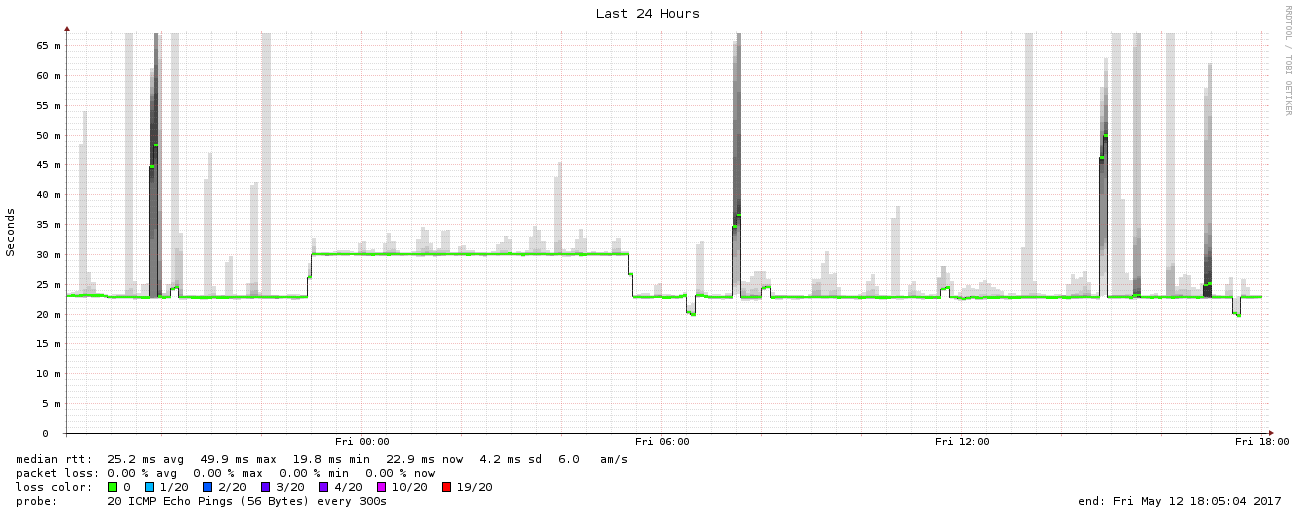 Last 24 Hours
RRDTOOL / TOBI OETIKER
Seconds
65 m
60 m
55 m
50 m
45 m
40 m
35 m
30 m
25 m
20 m
15 m
10 m
5 m
0
Fri 00:00 Fri 06:00 Fri 12:00 Fri 18:00
median rtt: 25.2 ms avg 49.9 ms max 19.8 ms min 22.9 ms now 4.2 ms sd 6.0 am/s
packet loss: 0.00 % avg 0.00 % max 0.00 % min 0.00 % now
loss color: 0 1/20 2/20 3/20 4/20 10/20 19/20
probe: 20 ICMP Echo Pings (56 Bytes) every 300s end: Fri May 12 18:05:04 2017